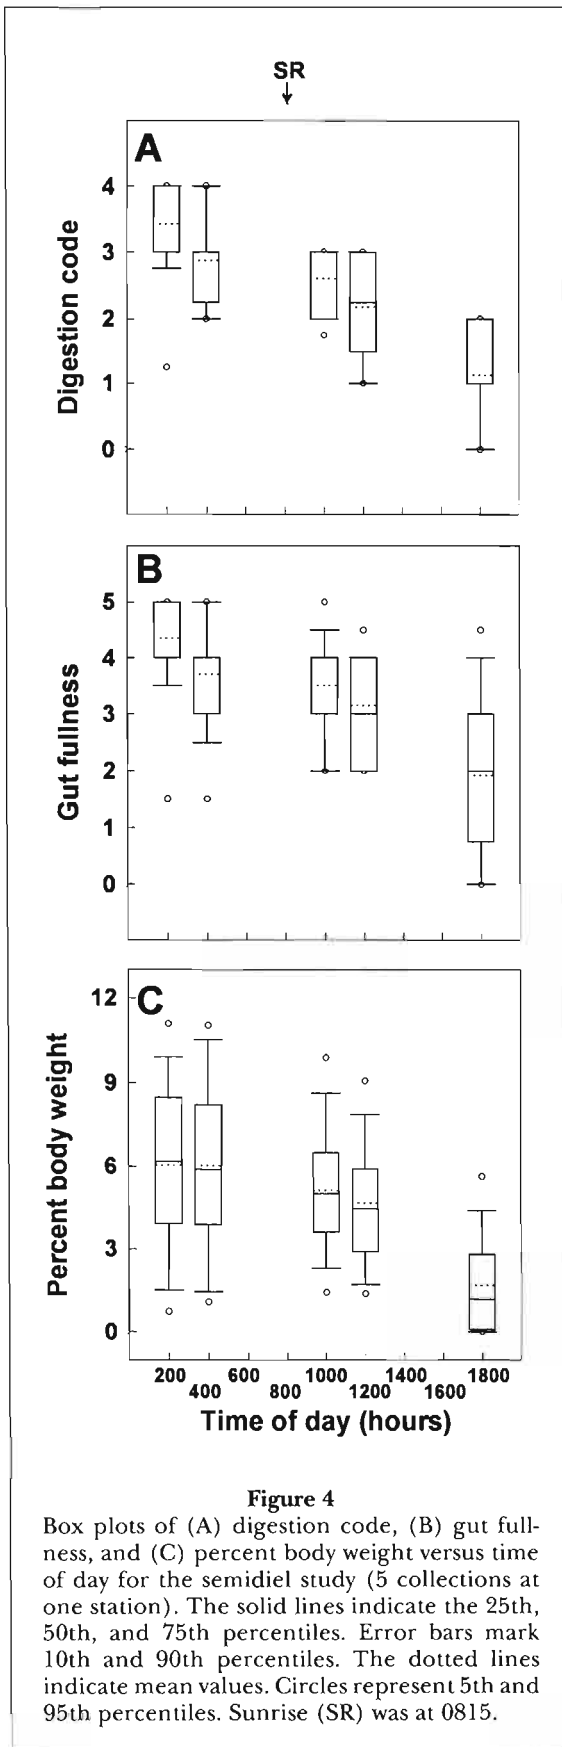 SR
A
4
3
2
1
0
Digestion code
B
5
4
3
2
1
0
Gut fullness
C
12
9
6
3
0
Percent body weight
200 600 1000 1400 1800
400 800 1200 1600
Time of day (hours)
Figure 4
Box plots of (A) digestion code, (B) gut full-
ness, and (C) percent body weight versus time
of day for the semidiel study (5 collections at
one station). The solid lines indicate the 25th,
50th, and 75th percentiles. Error bars mark
10th and 90th percentiles. The dotted lines
indicate mean values. Circles represent 5th and
95th percentiles. Sunrise (SR) was at 0815.